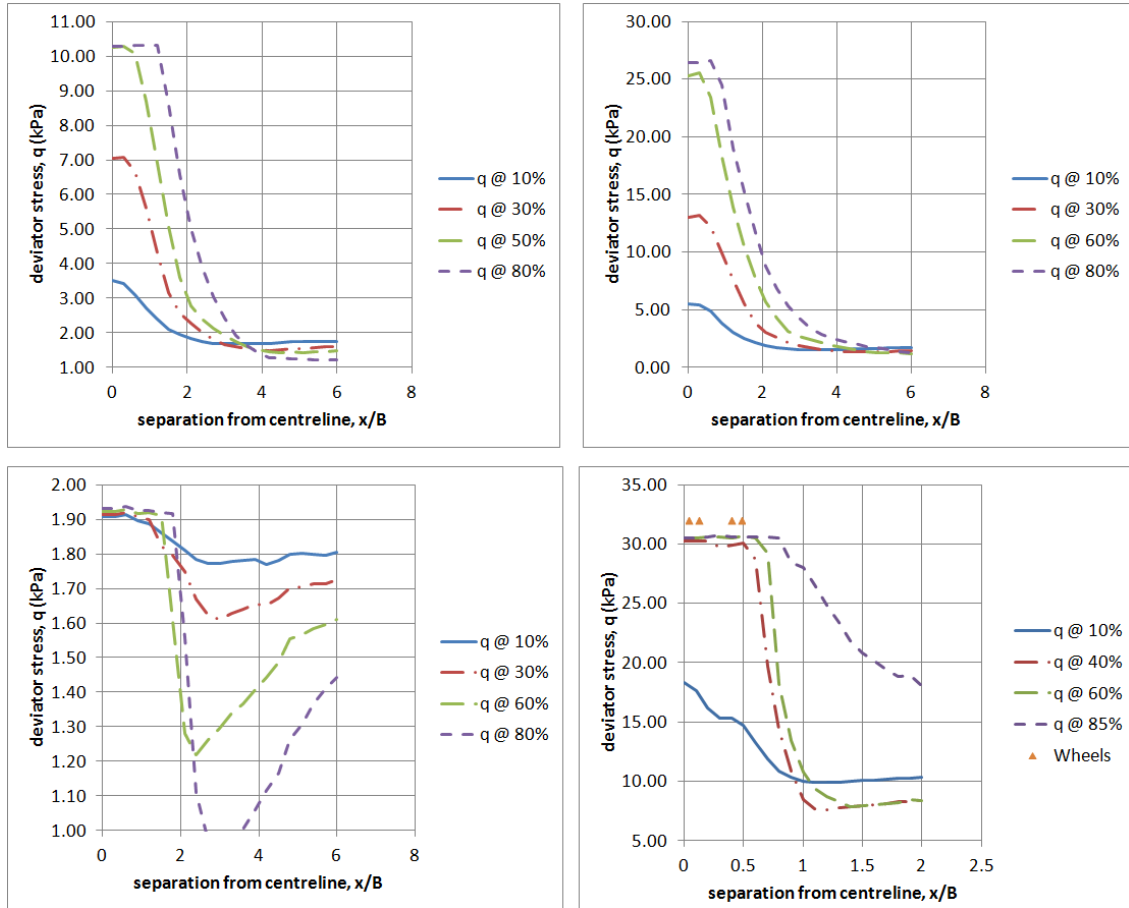 11.00
10.00
9.00
8.00
7.00
6.00
5.00
4.00
3.00
2.00
1.00
deviator stress, q (kPa)
0 2 4 6 8
separation from centreline, x/B
q @ 10%
q @ 30%
q @ 50%
q @ 80%
30.00
25.00
20.00
15.00
10.00
5.00
0.00
deviator stress, q (kPa)
0 2 4 6 8
separation from centreline, x/B
q @ 10%
q @ 30%
q @ 60%
q @ 80%
2.00
1.90
1.80
1.70
1.60
1.50
1.40
1.30
1.20
1.10
1.00
deviator stress, q (kPa)
0 2 4 6 8
separation from centreline, x/B
q @ 10%
q @ 30%
q @ 60%
q @ 80%
35.00
30.00
25.00
20.00
15.00
10.00
5.00
deviator stress, q (kPa)
0 0.5 1 1.5 2 2.5
separation from centreline, x/B
q @ 10%
q @ 40%
q @ 60%
q @ 85%
Wheels